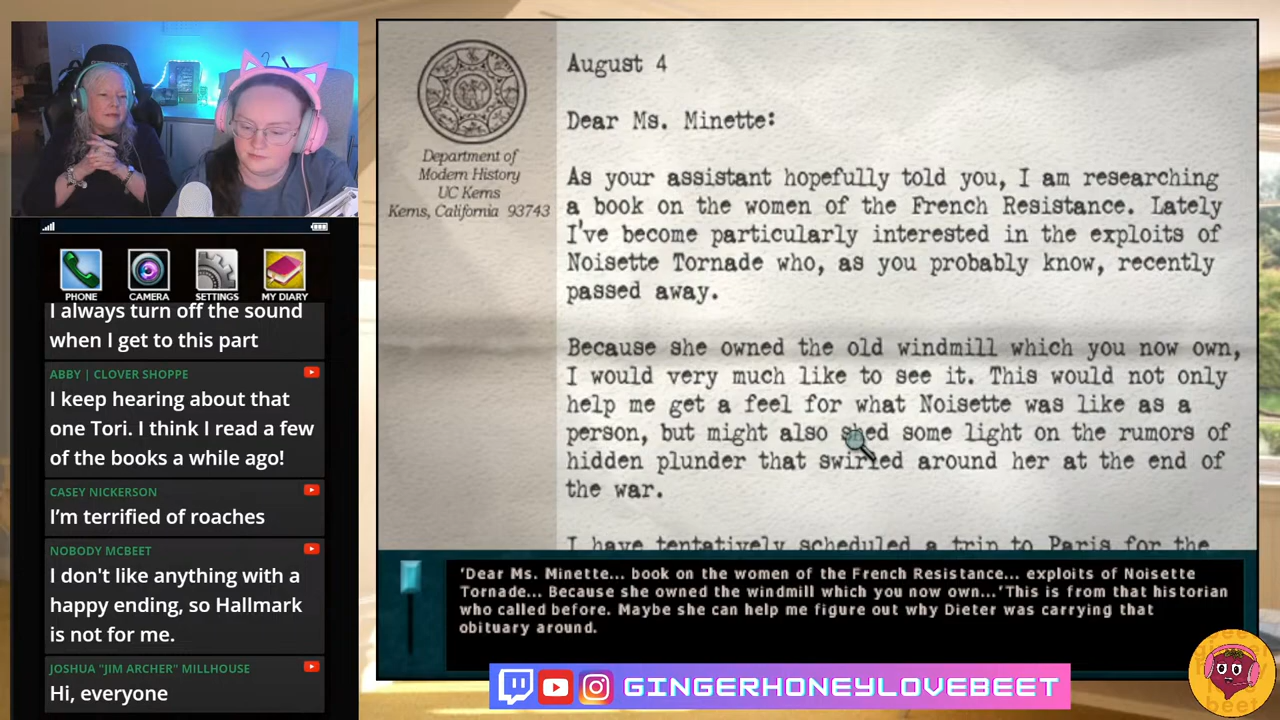 PHONE
CAMERA
SETTINGS
MY DIARY
I always turn off the sound
when I get to this part
ABBY | CLOVER SHOPPE
I keep hearing about that
one Tori. I think I read a few
of the books a while ago!
CASEY NICKERSON
I'm terrified of roaches
NOBODY MCBEET
I don't like anything with a
happy ending, so Hallmark
is not for me.
JOSHUA "JIM ARCHER" MILLHOUSE
Hi, everyone
Department of
Modern History
UC Kerns
Kerns, California 93743
August 4
Dear Ms. Minette:
As your assistant hopefully told you, I am researching
a book on the women of the French Resistance. Lately
I've become particularly interested in the exploits of
Noisette Tornade who, as you probably know, recently
passed away.
Because she owned the old windmill which you now own,
I would very much like to see it. This would not only
help me get a feel for what Noisette was like as a
person, but might also shed some light on the rumors of
hidden plunder that swirled around her at the end of
the war.
I have tentatively scheduled a trip to Paris for the
'Dear Ms. Minette... book on the women of the French Resistance... exploits of Noisette
Tornade... Because she owned the windmill which you now own...'This is from that historian
who called before. Maybe she can help me figure out why Dieter was carrying that
obituary around.
GINGERHONEYLOVEBEET